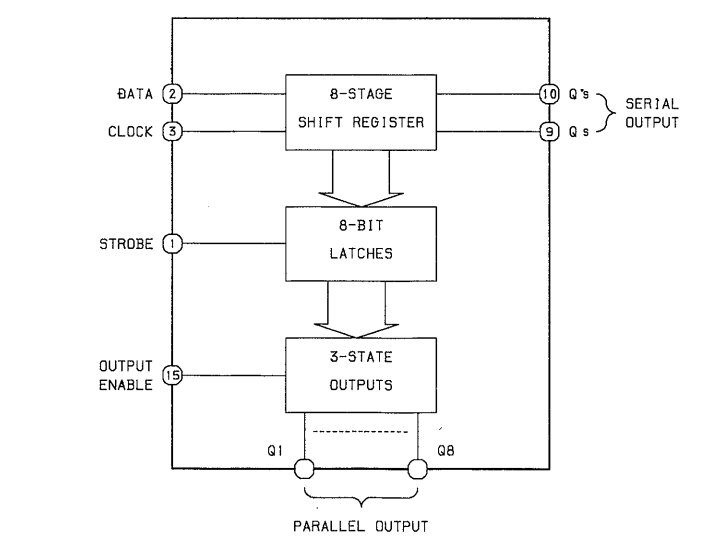 DATA 2
8-STAGE
SHIFT REGISTER
10 Q's
CLOCK 3
9 Qs
SERIAL
OUTPUT
8-BIT
LATCHES
STROBE 1
3-STATE
OUTPUTS
OUTPUT
ENABLE 15
Q1
Q8
PARALLEL OUTPUT